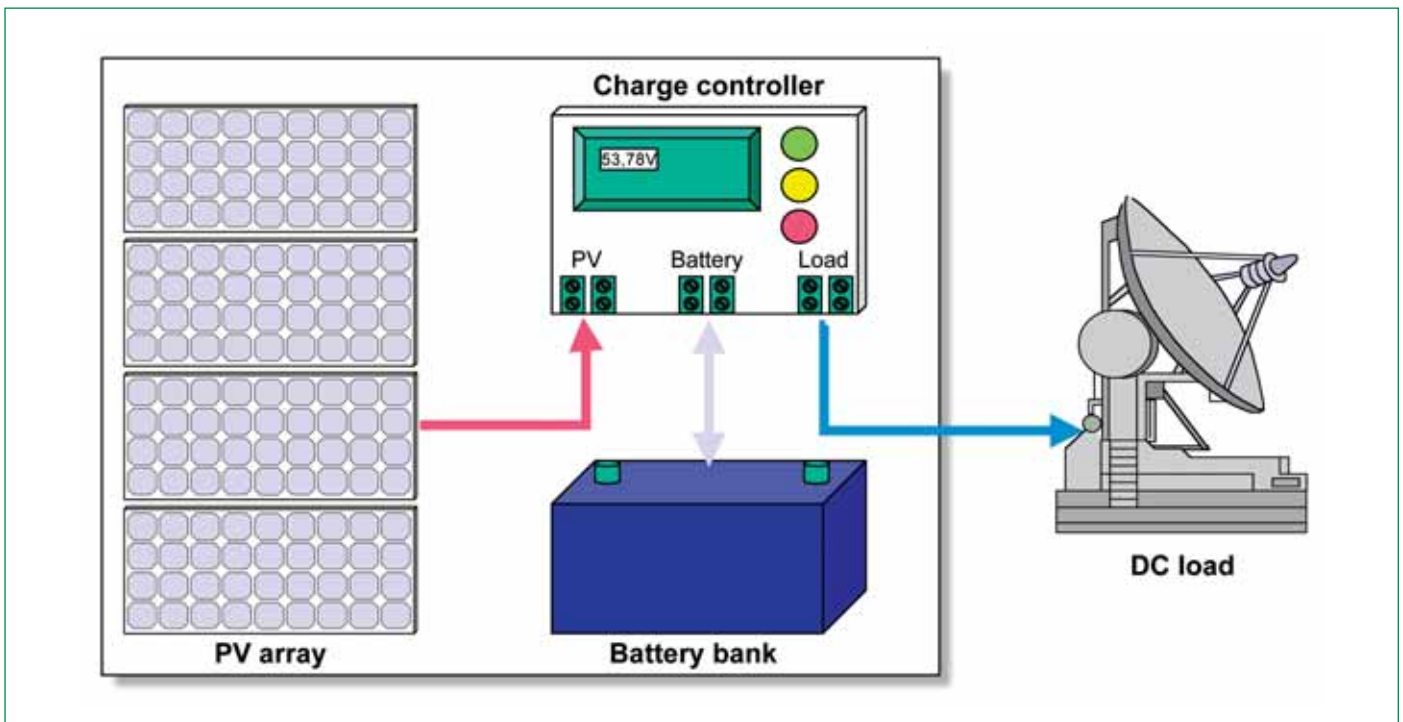 Charge controller
53,78V
PV Battery Load
PV array
Battery bank
DC load